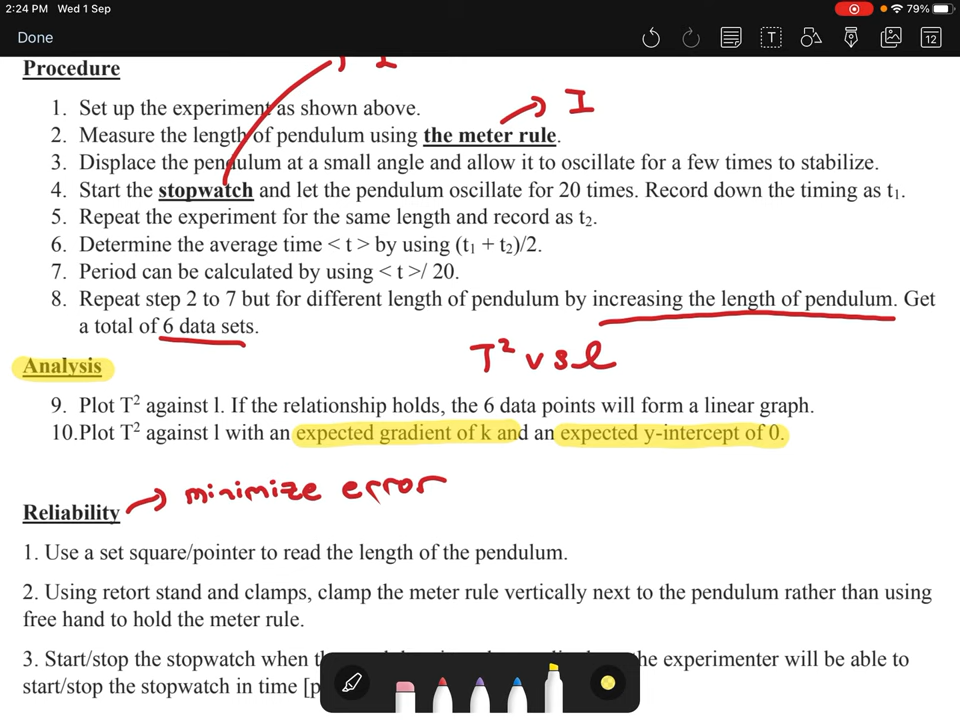 2:24 PM Wed 1 Sep
79%
Done
12
Procedure
I
1. Set up the experiment as shown above.
I
2. Measure the length of pendulum using the meter rule.
3. Displace the pendulum at a small angle and allow it to oscillate for a few times to stabilize.
4. Start the stopwatch and let the pendulum oscillate for 20 times. Record down the timing as t₁.
5. Repeat the experiment for the same length and record as t₂.
6. Determine the average time < t > by using (t₁ + t₂)/2.
7. Period can be calculated by using < t >/ 20.
8. Repeat step 2 to 7 but for different length of pendulum by increasing the length of pendulum. Get
a total of 6 data sets.
T² vs l
Analysis
9. Plot T² against l. If the relationship holds, the 6 data points will form a linear graph.
10.Plot T² against l with an expected gradient of k and an expected y-intercept of 0.
minimize error
Reliability
1. Use a set square/pointer to read the length of the pendulum.
2. Using retort stand and clamps, clamp the meter rule vertically next to the pendulum rather than using
free hand to hold the meter rule.
3. Start/stop the stopwatch when the experimenter will be able to
start/stop the stopwatch in time